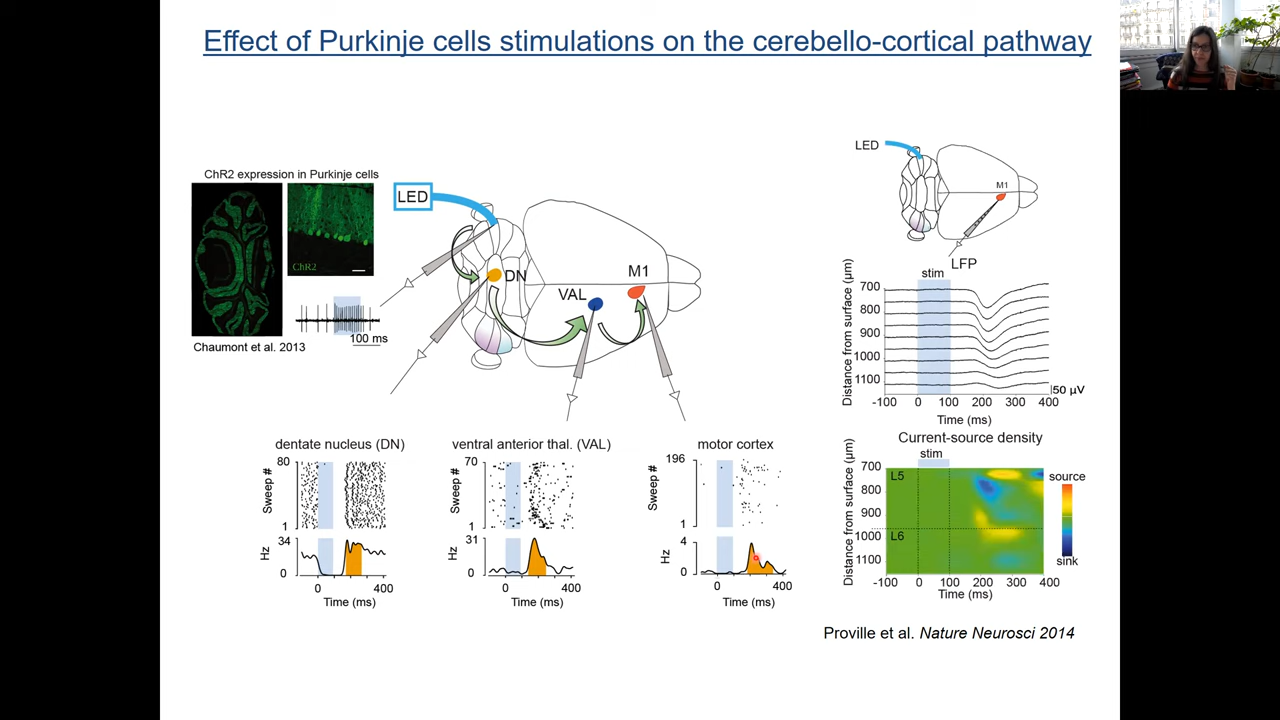 Effect of Purkinje cells stimulations on the cerebello-cortical pathway
ChR2 expression in Purkinje cells
ChR2
100 ms
Chaumont et al. 2013
LED
DN
VAL
M1
dentate nucleus (DN)
80
Sweep #
1
34
Hz
0
0
400
Time (ms)
ventral anterior thal. (VAL)
70
Sweep #
1
31
Hz
0
0
400
Time (ms)
motor cortex
196
Sweep #
1
4
Hz
0
0
400
Time (ms)
LED
M1
LFP
stim
Distance from surface (µm)
700
800
900
1000
1100
50 µV
-100 0 100 200 300 400
Time (ms)
Current-source density
stim
Distance from surface (µm)
700
800
900
1000
1100
L5
L6
source
sink
-100 0 100 200 300 400
Time (ms)
Proville et al. Nature Neurosci 2014